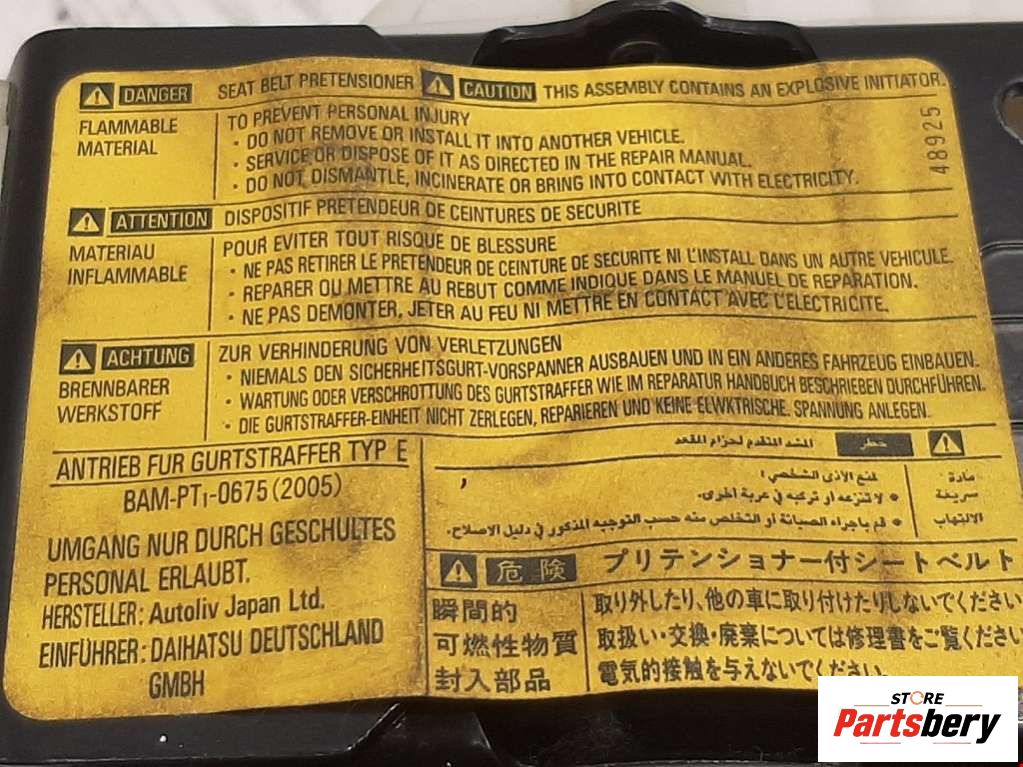 DANGER SEAT BELT PRETENSIONER CAUTION THIS ASSEMBLY CONTAINS AN EXPLOSIVE INITIATOR.
FLAMMABLE
MATERIAL
TO PREVENT PERSONAL INJURY
· DO NOT REMOVE OR INSTALL IT INTO ANOTHER VEHICLE.
· SERVICE OR DISPOSE OF IT AS DIRECTED IN THE REPAIR MANUAL.
· DO NOT DISMANTLE, INCINERATE OR BRING INTO CONTACT WITH ELECTRICITY.
48925
ATTENTION DISPOSITIF PRETENDEUR DE CEINTURES DE SECURITE
MATERIAU
INFLAMMABLE
POUR EVITER TOUT RISQUE DE BLESSURE
· NE PAS RETIRER LE PRETENDEUR DE CEINTURE DE SECURITE NI L'INSTALL DANS UN AUTRE VEHICULE.
· REPARER OU METTRE AU REBUT COMME INDIQUE DANS LE MANUEL DE REPARATION.
· NE PAS DEMONTER, JETER AU FEU NI METTRE EN CONTACT AVEC L'ELECTRICITE.
ACHTUNG
BRENNBARER
WERKSTOFF
ZUR VERHINDERUNG VON VERLETZUNGEN
· NIEMALS DEN SICHERHEITSGURT-VORSPANNER AUSBAUEN UND IN EIN ANDERES FAHRZEUG EINBAUEN.
· WARTUNG ODER VERSCHROTTUNG DES GURTSTRAFFER WIE IM REPARATUR HANDBUCH BESCHRIEBEN DURCHFÜHREN.
· DIE GURTSTRAFFER-EINHEIT NICHT ZERLEGEN, REPARIEREN UND KEINE ELWKTRISCHE. SPANNUNG ANLEGEN.
ANTRIEB FUR GURTSTRAFFER TYP E
BAM-PT1-0675 (2005)
UMGANG NUR DURCH GESCHULTES
PERSONAL ERLAUBT.
HERSTELLER: Autoliv Japan Ltd.
EINFÜHRER: DAIHATSU DEUTSCHLAND
GMBH
خطر المشد المتقدم لحزام المقعد
مادة
سريعة
الالتهاب
لمنع الأذى الشخصي:
• لا تنزعه أو تركبه في عربة اخرى.
• قم باجراء الصيانة أو التخلص منه حسب التوجيه المذكور في دليل الاصلاح.
危険 プリテンショナー付シートベルト
瞬間的
可燃性物質
封入部品
取り外したり、他の車に取り付けたりしないでください
取扱い・交換・廃棄については修理書をご覧ください
電気的接触を与えないでください。
STORE
Partsbery